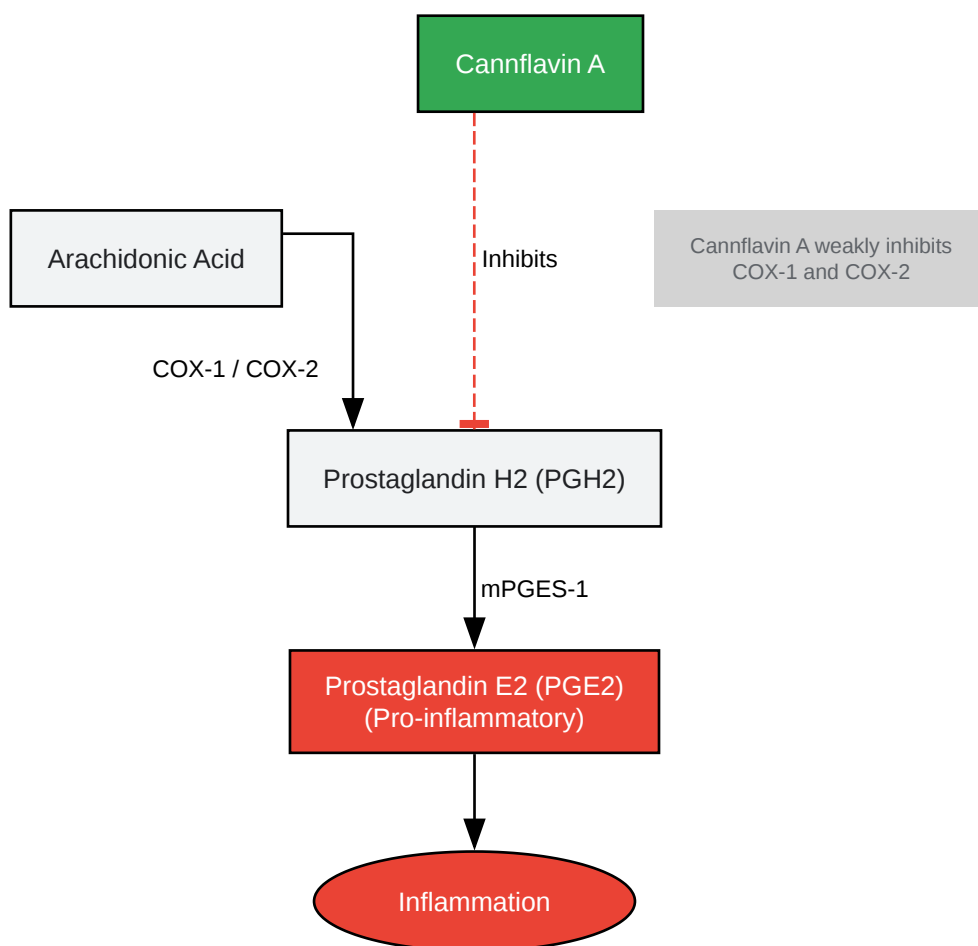 Cannflavin A
Arachidonic Acid
Inhibits
Cannflavin A weakly inhibits
COX-1 and COX-2
COX-1 / COX-2
Prostaglandin H2 (PGH2)
mPGES-1
Prostaglandin E2 (PGE2)
(Pro-inflammatory)
Inflammation